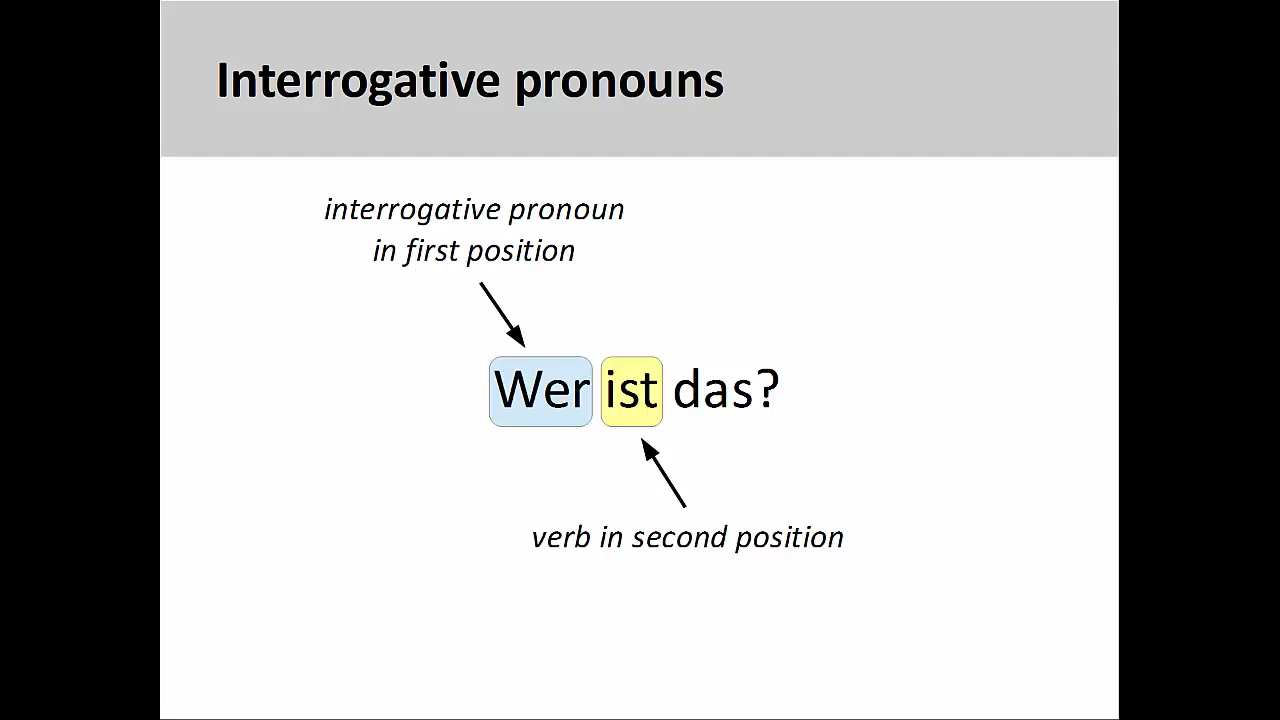 Interrogative pronouns
interrogative pronoun
in first position
Wer ist das?
verb in second position